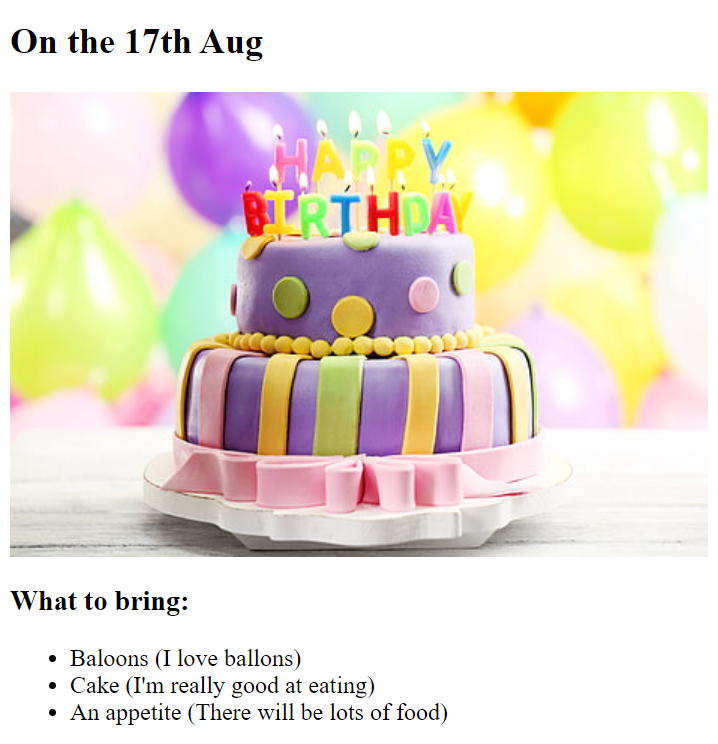 On the 17th Aug
HAPPY
BIRTHDAY
What to bring:
Baloons (I love ballons)
Cake (I'm really good at eating)
An appetite (There will be lots of food)